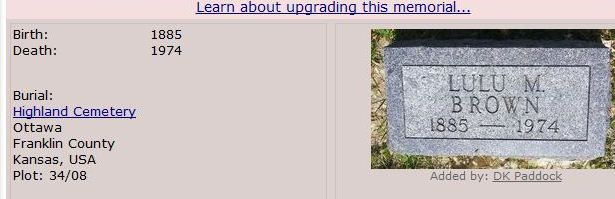 Learn about upgrading this memorial...
Birth: 1885
Death: 1974
Burial:
Highland Cemetery
Ottawa
Franklin County
Kansas, USA
Plot: 34/08
LULU M.
BROWN
1885 — 1974
Added by: DK Paddock